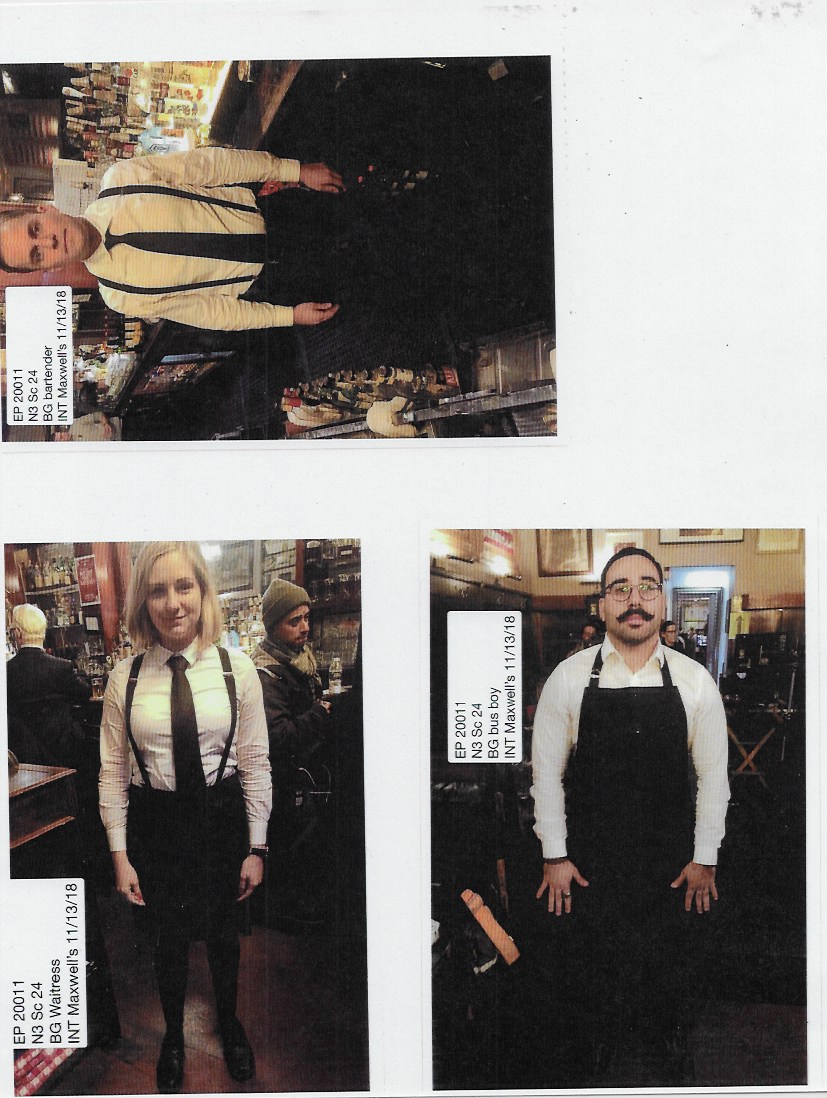 EP 20011
N3 Sc 24
BG bartender
INT Maxwell's 11/13/18
EP 20011
N3 Sc 24
BG Waitress
INT Maxwell's 11/13/18
EP 20011
N3 Sc 24
BG bus boy
INT Maxwell's 11/13/18